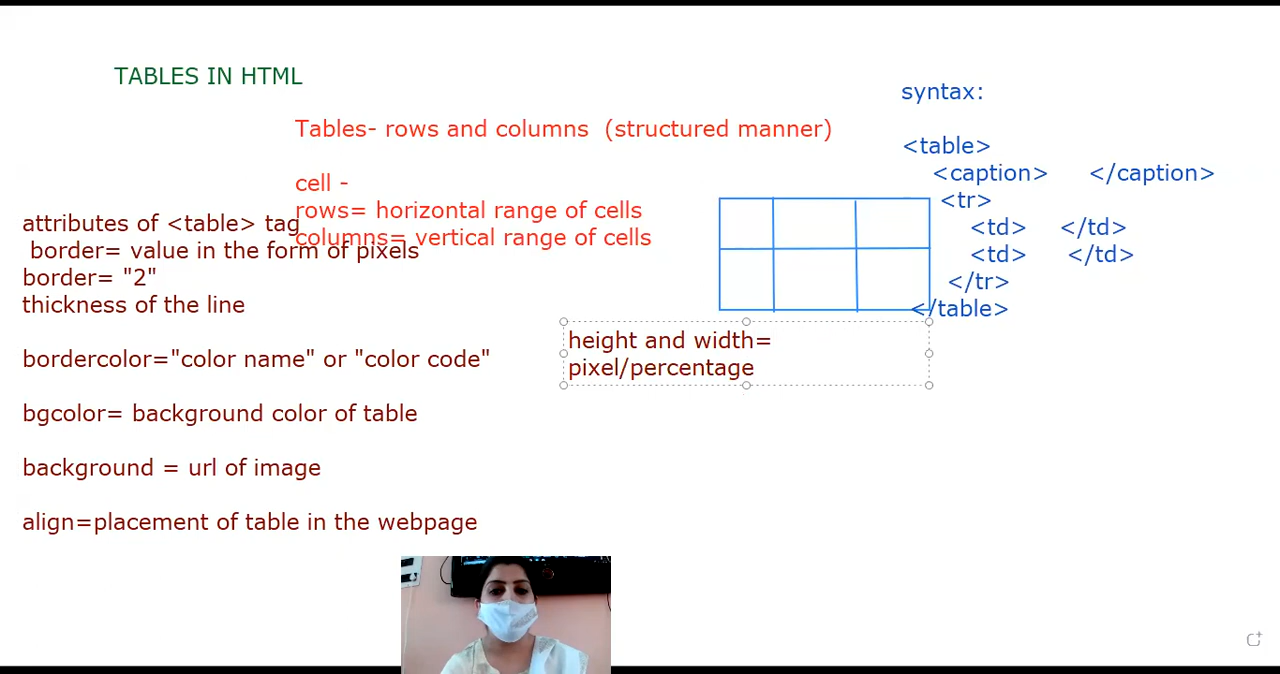 TABLES IN HTML
Tables- rows and columns  (structured manner)
cell -
rows= horizontal range of cells
columns= vertical range of cells
attributes of <table> tag
border= value in the form of pixels
border= "2"
thickness of the line
bordercolor="color name" or "color code"
bgcolor= background color of table
background = url of image
align=placement of table in the webpage
height and width=
pixel/percentage
syntax:
<table>
<caption>     </caption>
<tr>
<td>     </td>
<td>      </td>
</tr>
</table>